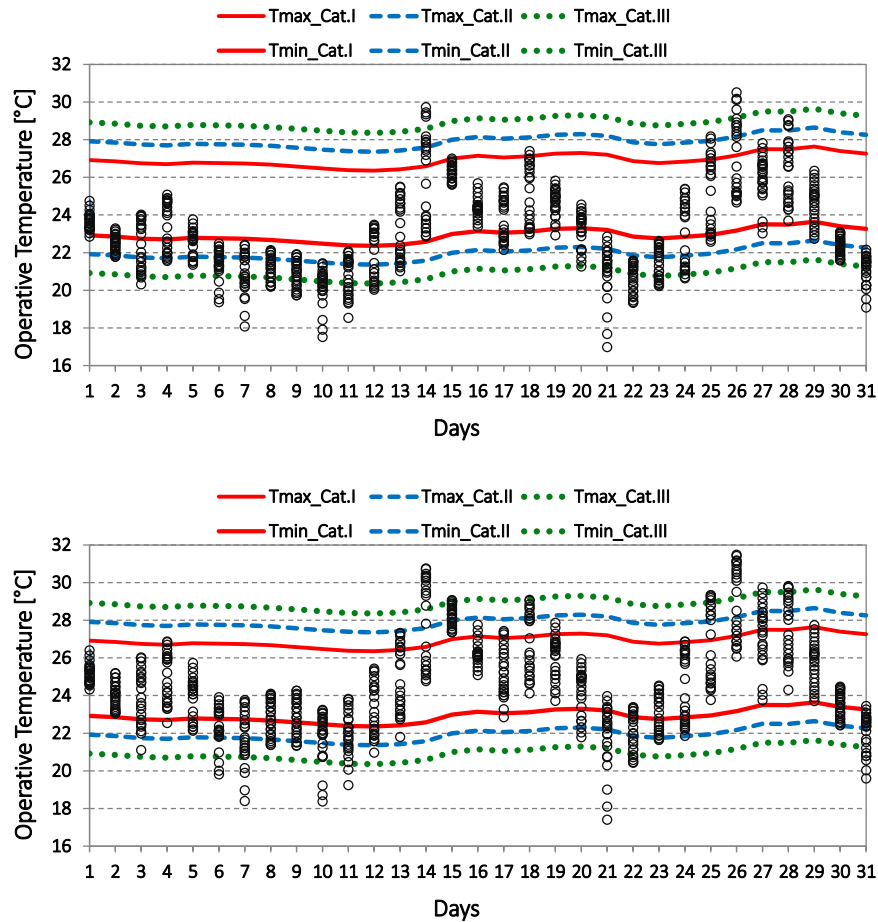 Tmax_Cat.I Tmax_Cat.II Tmax_Cat.III
Tmin_Cat.I Tmin_Cat.II Tmin_Cat.III
Operative Temperature [°C]
32
30
28
26
24
22
20
18
16
1 2 3 4 5 6 7 8 9 10 11 12 13 14 15 16 17 18 19 20 21 22 23 24 25 26 27 28 29 30 31
Days
Tmax_Cat.I Tmax_Cat.II Tmax_Cat.III
Tmin_Cat.I Tmin_Cat.II Tmin_Cat.III
Operative Temperature [°C]
32
30
28
26
24
22
20
18
16
1 2 3 4 5 6 7 8 9 10 11 12 13 14 15 16 17 18 19 20 21 22 23 24 25 26 27 28 29 30 31
Days